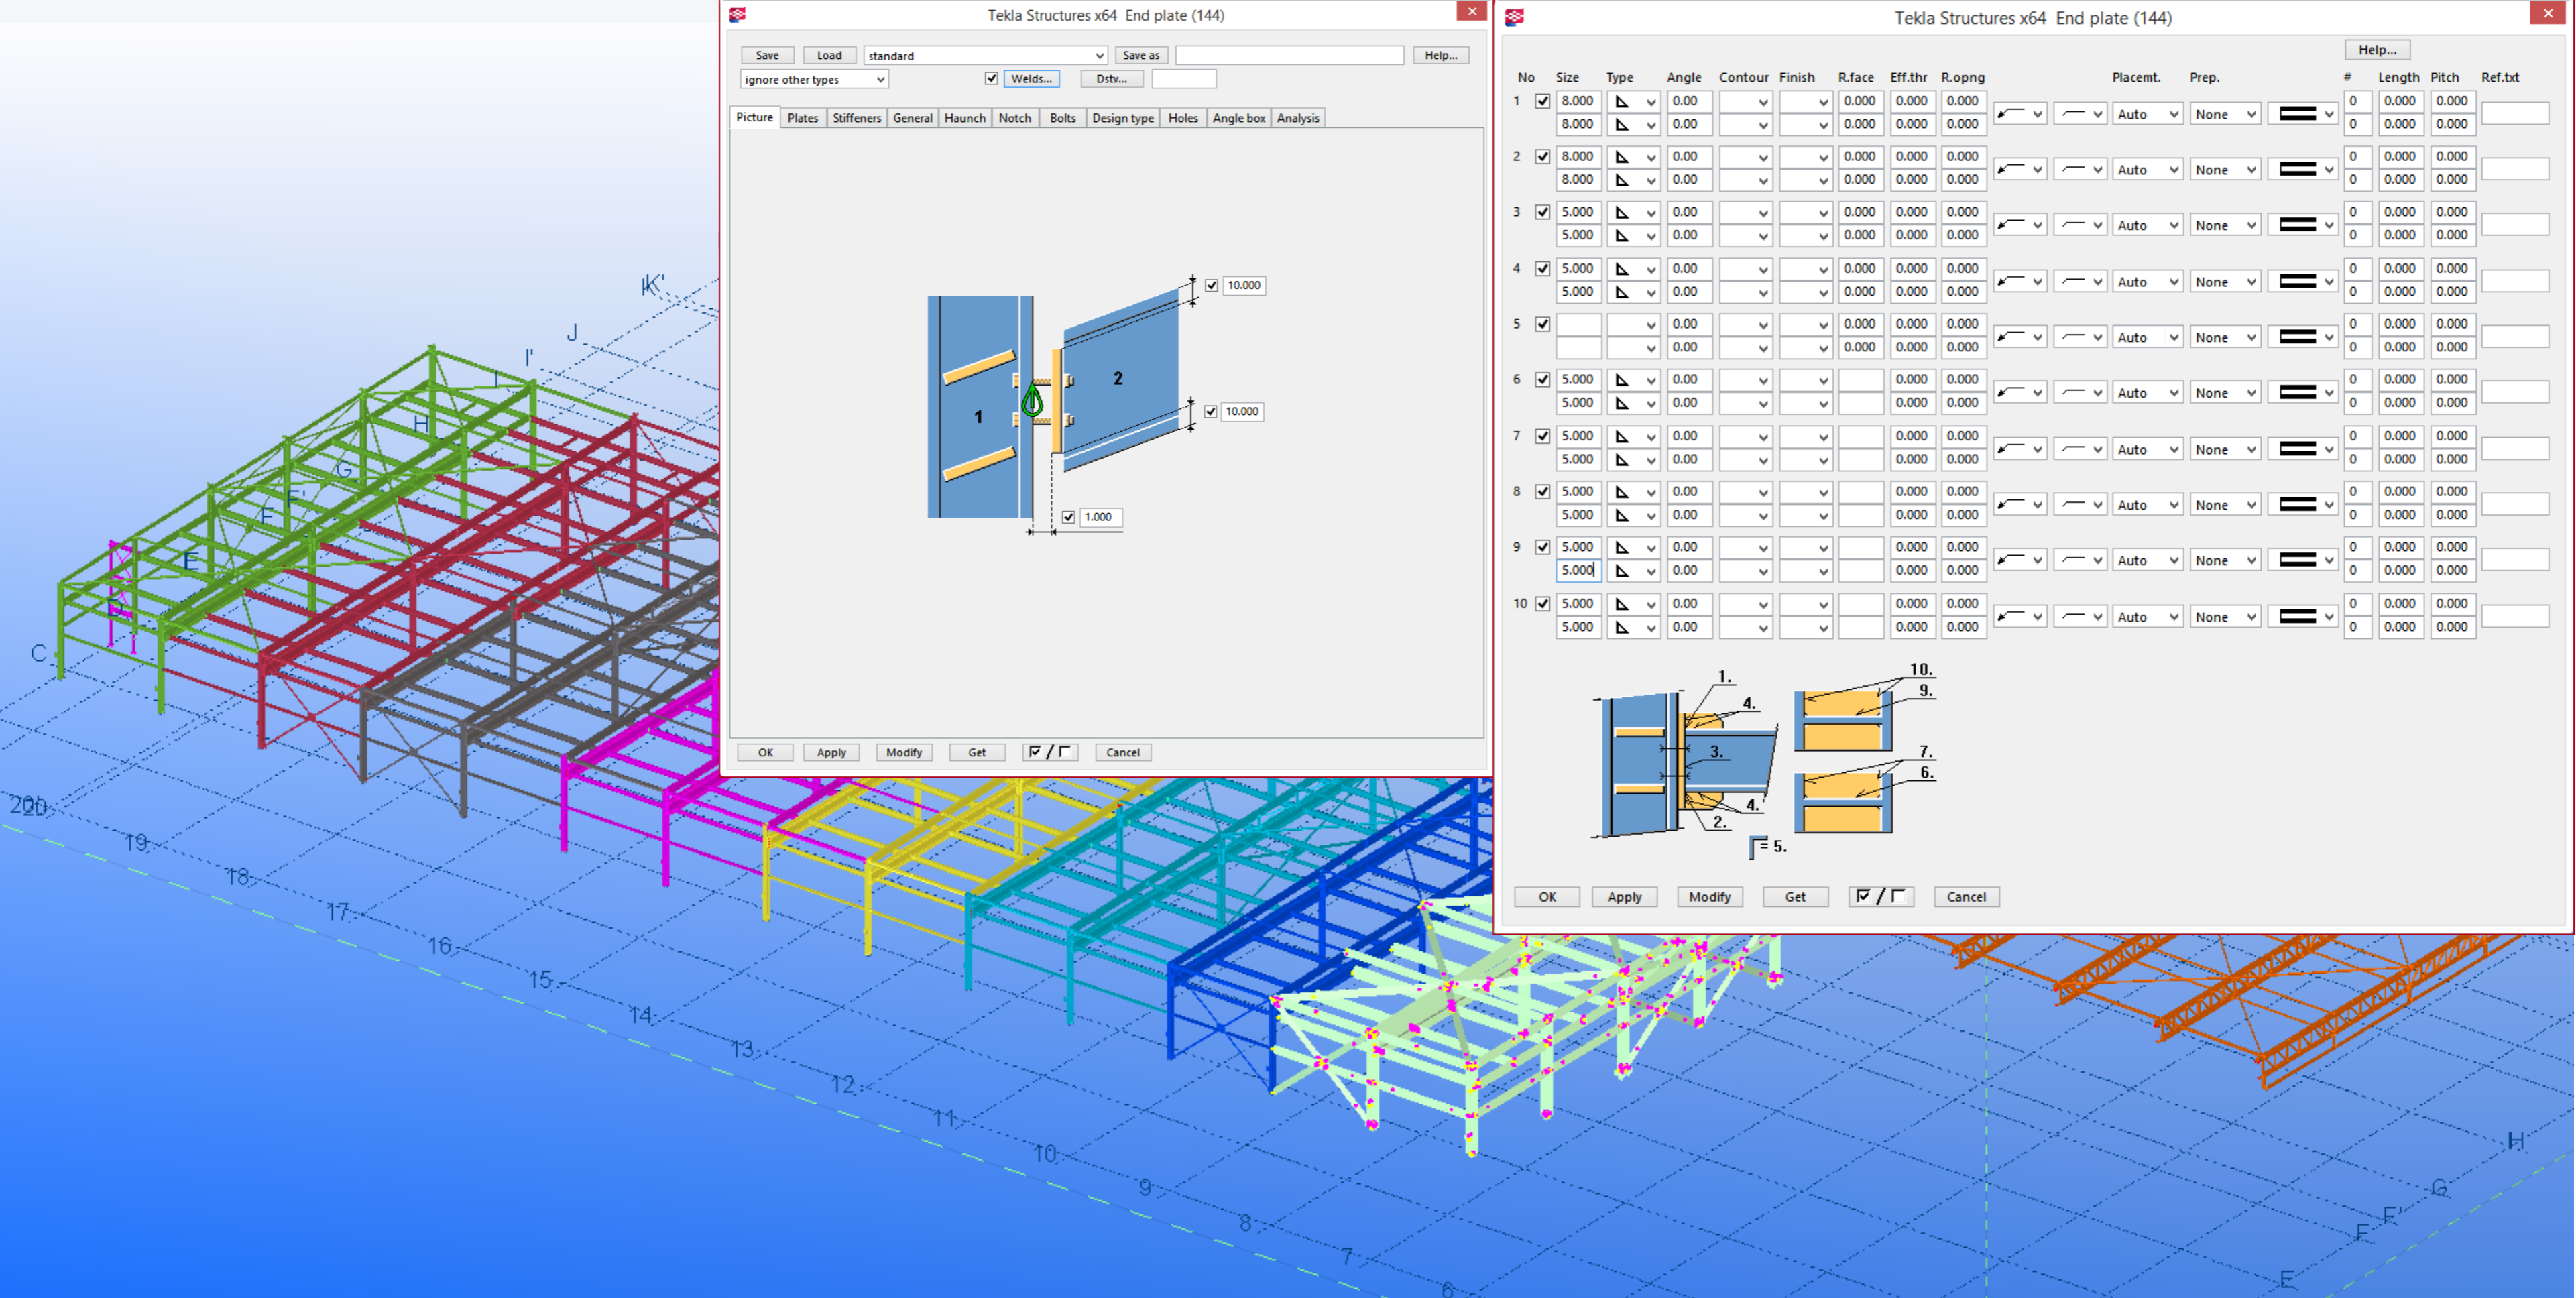 Tekla Structures x64 End plate (144)
Save Load standard Save as Help...
ignore other types Welds... Dstv...
Picture Plates Stiffeners General Haunch Notch Bolts Design type Holes Angle box Analysis
10.000
2
10.000
1
1.000
OK Apply Modify Get / Cancel
Tekla Structures x64 End plate (144)
Help...
No Size Type Angle Contour Finish R.face Eff.thr R.opng Placemt. Prep. # Length Pitch Ref.txt
1 8.000 0.00 0.000 0.000 0.000 Auto None 0 0.000 0.000
8.000 0.00 0.000 0.000 0.000 0 0.000 0.000
2 8.000 0.00 0.000 0.000 0.000 Auto None 0 0.000 0.000
8.000 0.00 0.000 0.000 0.000 0 0.000 0.000
3 5.000 0.00 0.000 0.000 0.000 Auto None 0 0.000 0.000
5.000 0.00 0.000 0.000 0.000 0 0.000 0.000
4 5.000 0.00 0.000 0.000 0.000 Auto None 0 0.000 0.000
5.000 0.00 0.000 0.000 0.000 0 0.000 0.000
5 0.00 0.000 0.000 0.000 Auto None 0 0.000 0.000
0.00 0.000 0.000 0.000 0 0.000 0.000
6 5.000 0.00 0.000 0.000 Auto None 0 0.000 0.000
5.000 0.00 0.000 0.000 0 0.000 0.000
7 5.000 0.00 0.000 0.000 Auto None 0 0.000 0.000
5.000 0.00 0.000 0.000 0 0.000 0.000
8 5.000 0.00 0.000 0.000 Auto None 0 0.000 0.000
5.000 0.00 0.000 0.000 0 0.000 0.000
9 5.000 0.00 0.000 0.000 Auto None 0 0.000 0.000
5.000 0.00 0.000 0.000 0 0.000 0.000
10 5.000 0.00 0.000 0.000 Auto None 0 0.000 0.000
5.000 0.00 0.000 0.000 0 0.000 0.000
1.
4.
3.
4.
2.
= 5.
10.
9.
7.
6.
OK Apply Modify Get / Cancel
K'
J
I'
I
H
G
F'
F
E
C
20
19
18
17
16
15
14
13
12
11
10
9
8
7
6
H
G
F'
F
E